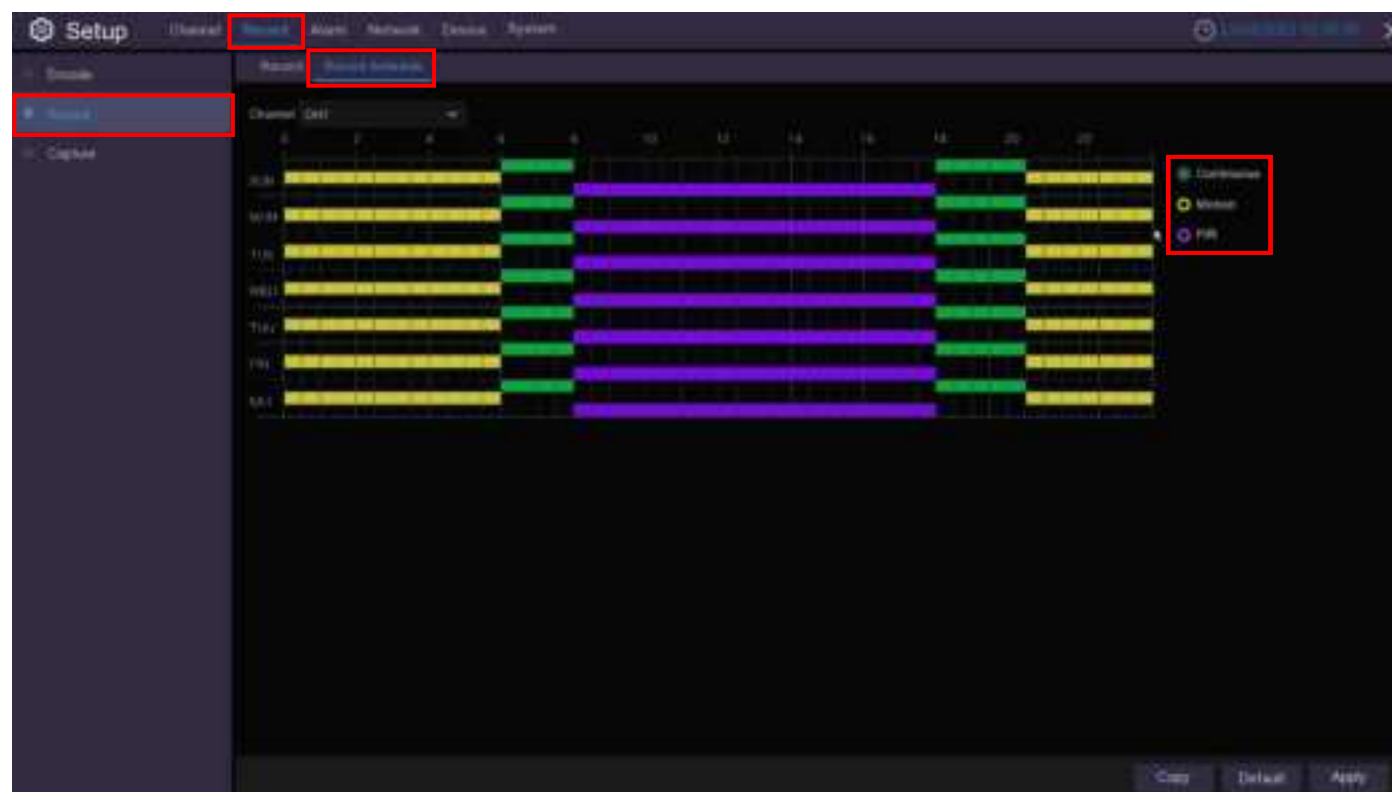 Setup
Channel Record Alarm Network Device System
Encode
Record Record Schedule
Record
Channel CH1
Capture
0 2 4 6 8 10 12 14 16 18 20 22
SUN
MON
TUE
WED
THU
FRI
SAT
Continuous
Motion
PIR
Copy Default Apply